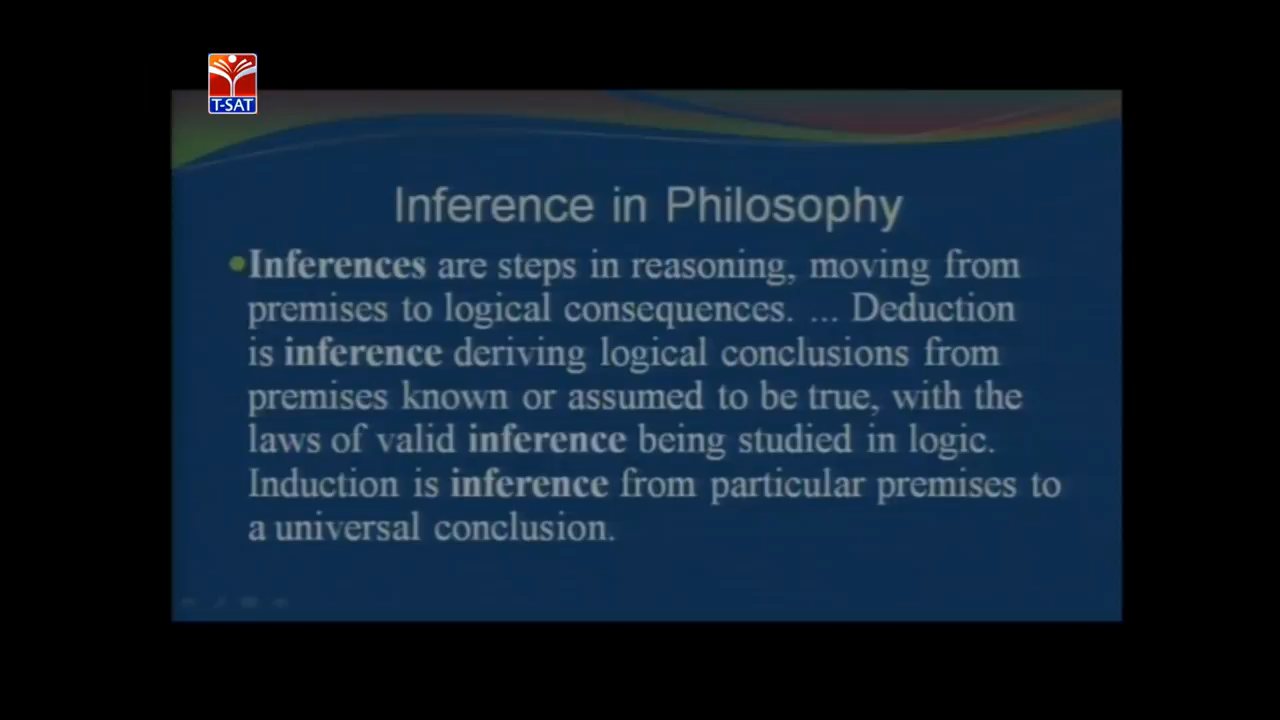 T-SAT
Inference in Philosophy
•Inferences are steps in reasoning, moving from
premises to logical consequences. ... Deduction
is inference deriving logical conclusions from
premises known or assumed to be true, with the
laws of valid inference being studied in logic.
Induction is inference from particular premises to
a universal conclusion.